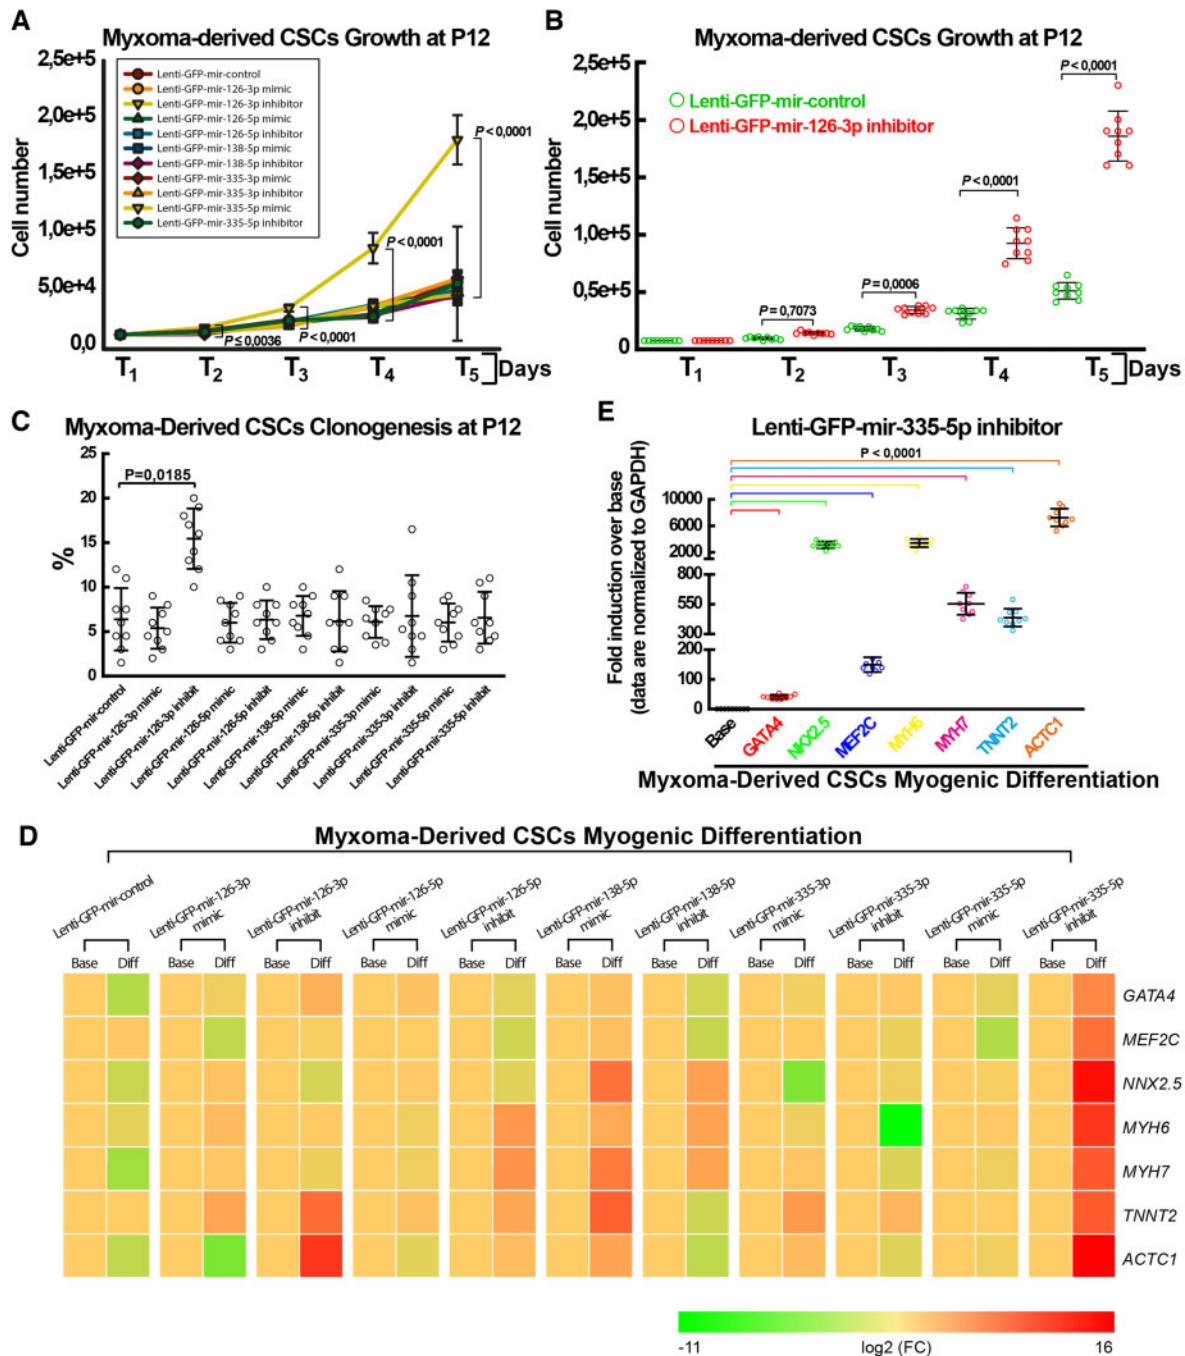 A
Myxoma-derived CSCs Growth at P12
Cell number
2,5e+5
2,0e+5
1,5e+5
1,0e+5
5,0e+4
0,0
Lenti-GFP-mir-control
Lenti-GFP-mir-126-3p mimic
Lenti-GFP-mir-126-3p inhibitor
Lenti-GFP-mir-126-5p mimic
Lenti-GFP-mir-126-5p inhibitor
Lenti-GFP-mir-138-5p mimic
Lenti-GFP-mir-138-5p inhibitor
Lenti-GFP-mir-335-3p mimic
Lenti-GFP-mir-335-3p inhibitor
Lenti-GFP-mir-335-5p mimic
Lenti-GFP-mir-335-5p inhibitor
P < 0,0001
P < 0,0001
P < 0,0001
P ≤ 0,0036
T1 T2 T3 T4 T5 Days
B
Myxoma-derived CSCs Growth at P12
Cell number
2,5e+5
2,0e+5
1,5e+5
1,0e+5
0,5e+5
0
Lenti-GFP-mir-control
Lenti-GFP-mir-126-3p inhibitor
P < 0,0001
P < 0,0001
P = 0,0006
P = 0,7073
T1 T2 T3 T4 T5 Days
C
Myxoma-Derived CSCs Clonogenesis at P12
%
25
20
15
10
5
0
P=0,0185
Lenti-GFP-mir-control
Lenti-GFP-mir-126-3p mimic
Lenti-GFP-mir-126-3p inhibit
Lenti-GFP-mir-126-5p mimic
Lenti-GFP-mir-126-5p inhibit
Lenti-GFP-mir-138-5p mimic
Lenti-GFP-mir-138-5p inhibit
Lenti-GFP-mir-335-3p mimic
Lenti-GFP-mir-335-3p inhibit
Lenti-GFP-mir-335-5p mimic
Lenti-GFP-mir-335-5p inhibit
E
Lenti-GFP-mir-335-5p inhibitor
P < 0,0001
Fold induction over base
(data are normalized to GAPDH)
10000
6000
2000
800
550
300
200
100
0
Base
GATA4
NKX2.5
MEF2C
MYH6
MYH7
TNNT2
ACTC1
Myxoma-Derived CSCs Myogenic Differentiation
D
Myxoma-Derived CSCs Myogenic Differentiation
Lenti-GFP-mir-control
Lenti-GFP-mir-126-3p
mimic
Lenti-GFP-mir-126-3p
inhibit
Lenti-GFP-mir-126-5p
mimic
Lenti-GFP-mir-126-5p
inhibit
Lenti-GFP-mir-138-5p
mimic
Lenti-GFP-mir-138-5p
inhibit
Lenti-GFP-mir-335-3p
mimic
Lenti-GFP-mir-335-3p
inhibit
Lenti-GFP-mir-335-5p
mimic
Lenti-GFP-mir-335-5p
inhibit
Base Diff Base Diff Base Diff Base Diff Base Diff Base Diff Base Diff Base Diff Base Diff Base Diff Base Diff
GATA4
MEF2C
NNX2.5
MYH6
MYH7
TNNT2
ACTC1
-11 log2 (FC) 16